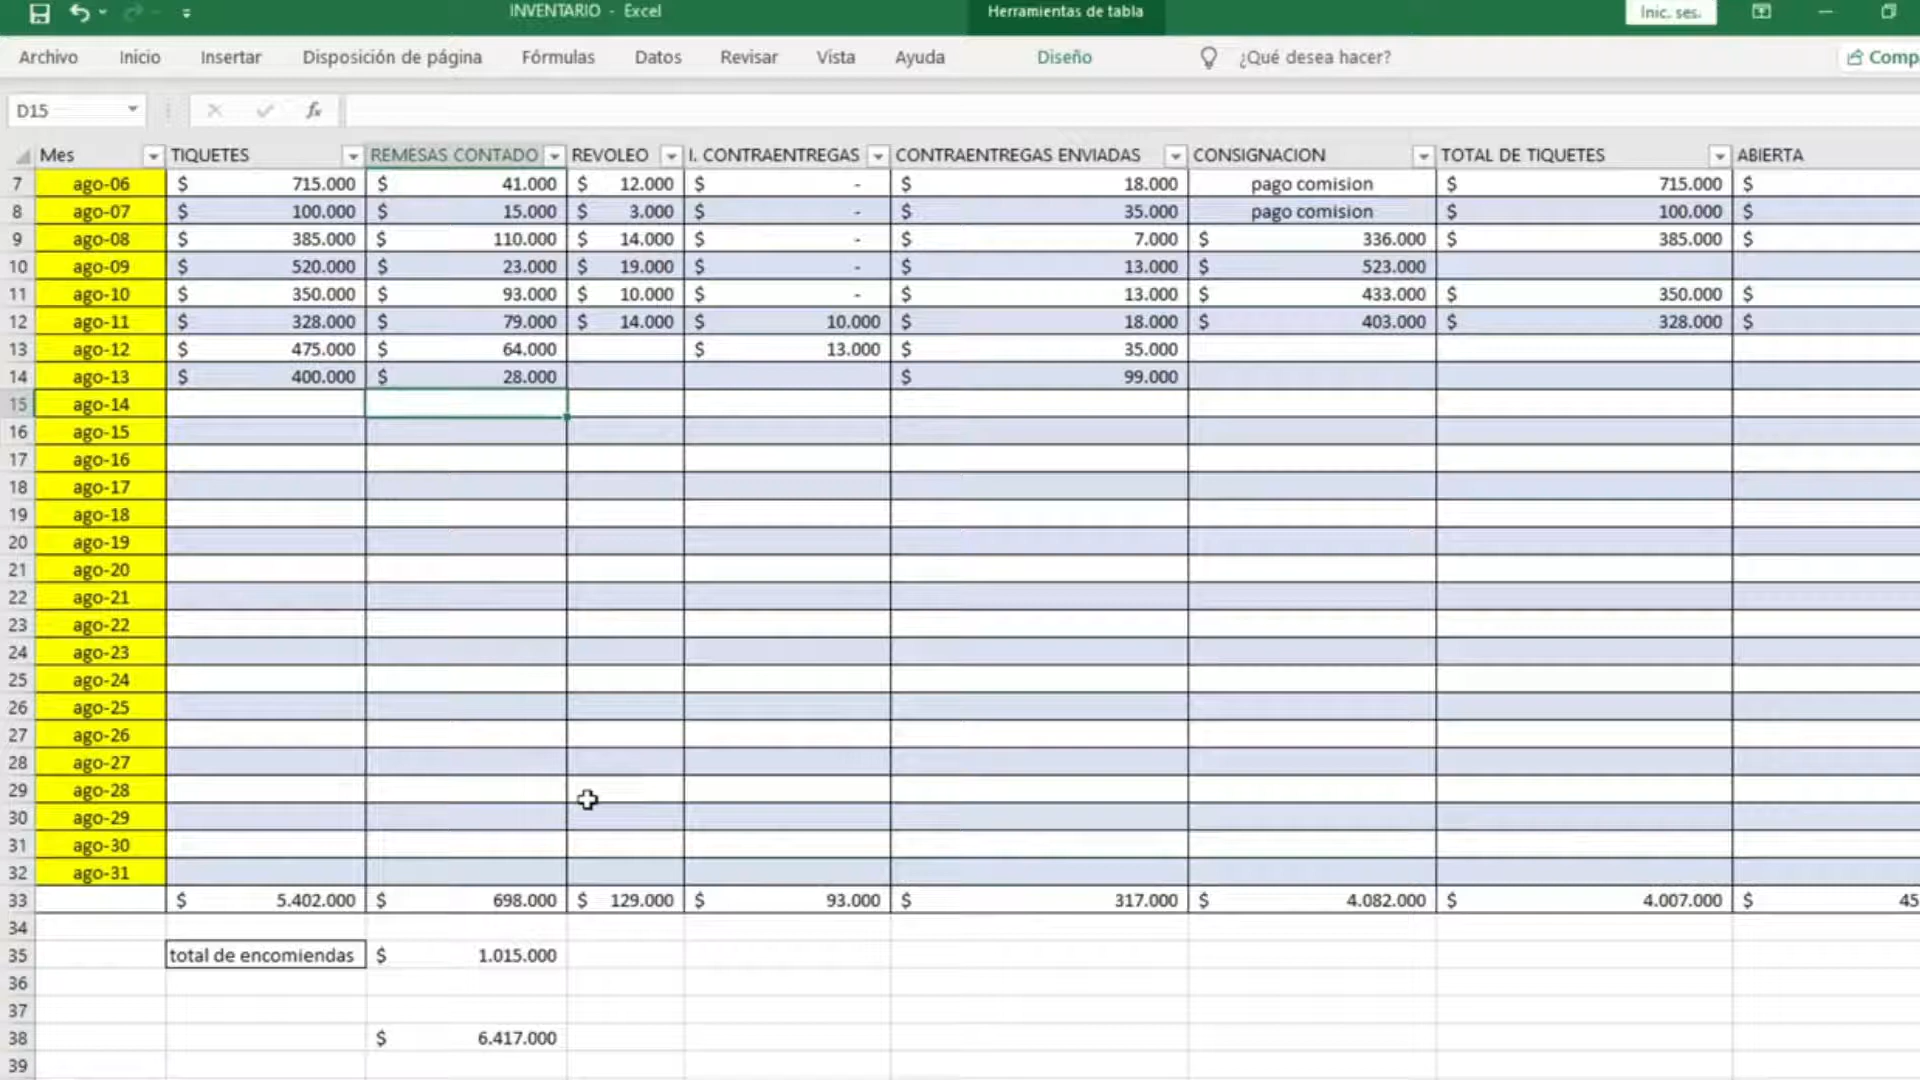 INVENTARIO - Excel
Herramientas de tabla
Inic. ses.
Archivo Inicio Insertar Disposición de página Fórmulas Datos Revisar Vista Ayuda Diseño ¿Qué desea hacer? Comp
D15 fx
Mes TIQUETES REMESAS CONTADO REVOLEO I. CONTRAENTREGAS CONTRAENTREGAS ENVIADAS CONSIGNACION TOTAL DE TIQUETES ABIERTA
7 ago-06 $ 715.000 $ 41.000 $ 12.000 $ - $ 18.000 pago comision $ 715.000 $
8 ago-07 $ 100.000 $ 15.000 $ 3.000 $ - $ 35.000 pago comision $ 100.000 $
9 ago-08 $ 385.000 $ 110.000 $ 14.000 $ - $ 7.000 $ 336.000 $ 385.000 $
10 ago-09 $ 520.000 $ 23.000 $ 19.000 $ - $ 13.000 $ 523.000
11 ago-10 $ 350.000 $ 93.000 $ 10.000 $ - $ 13.000 $ 433.000 $ 350.000 $
12 ago-11 $ 328.000 $ 79.000 $ 14.000 $ 10.000 $ 18.000 $ 403.000 $ 328.000 $
13 ago-12 $ 475.000 $ 64.000 $ 13.000 $ 35.000
14 ago-13 $ 400.000 $ 28.000 $ 99.000
15 ago-14
16 ago-15
17 ago-16
18 ago-17
19 ago-18
20 ago-19
21 ago-20
22 ago-21
23 ago-22
24 ago-23
25 ago-24
26 ago-25
27 ago-26
28 ago-27
29 ago-28
30 ago-29
31 ago-30
32 ago-31
33 $ 5.402.000 $ 698.000 $ 129.000 $ 93.000 $ 317.000 $ 4.082.000 $ 4.007.000 $ 45
34
35 total de encomiendas $ 1.015.000
36
37
38 $ 6.417.000
39